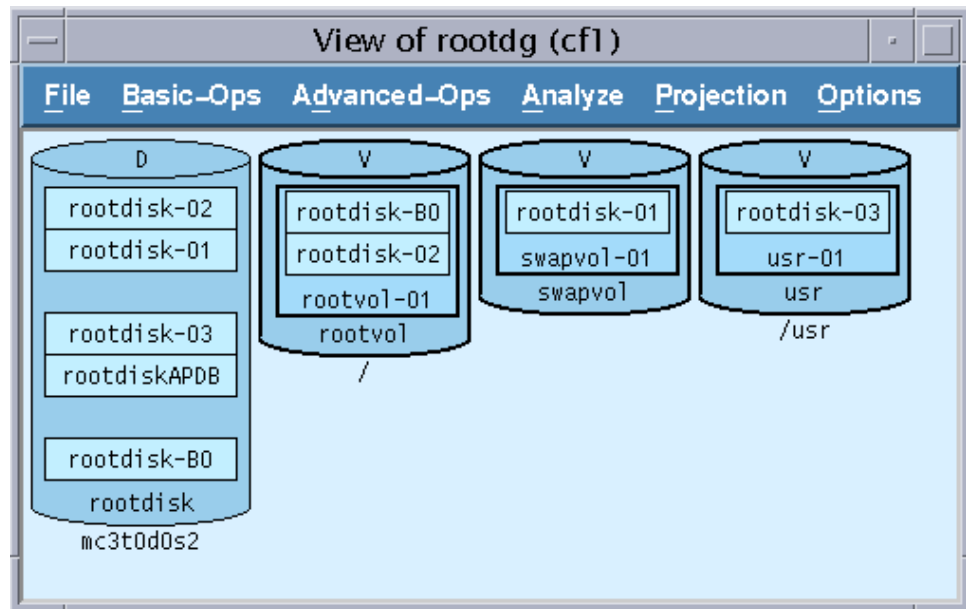 View of rootdg (cfl)
File Basic-Ops Advanced-Ops Analyze Projection Options
D
rootdisk-02
rootdisk-01
rootdisk-03
rootdiskAPDB
rootdisk-B0
rootdisk
mc3t0d0s2
V
rootdisk-B0
rootdisk-02
rootvol-01
rootvol
/
V
rootdisk-01
swapvol-01
swapvol
V
rootdisk-03
usr-01
usr
/usr